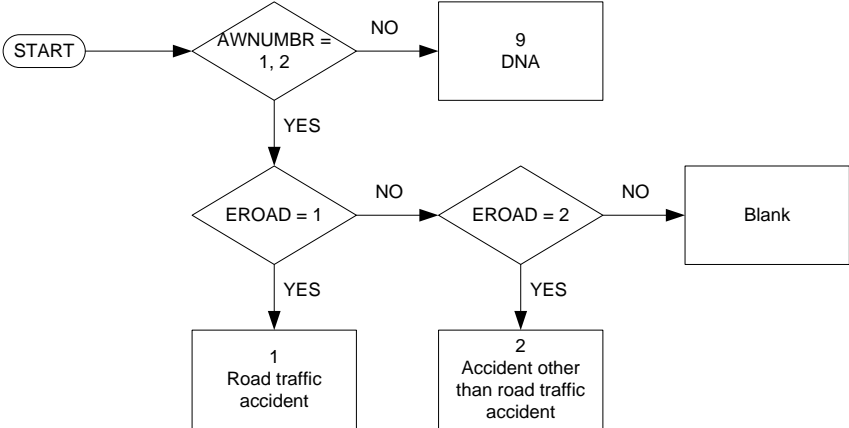 START
AWNUMBR =
1, 2
NO
9
DNA
YES
EROAD = 1
NO
EROAD = 2
NO
Blank
YES
YES
1
Road traffic
accident
2
Accident other
than road traffic
accident